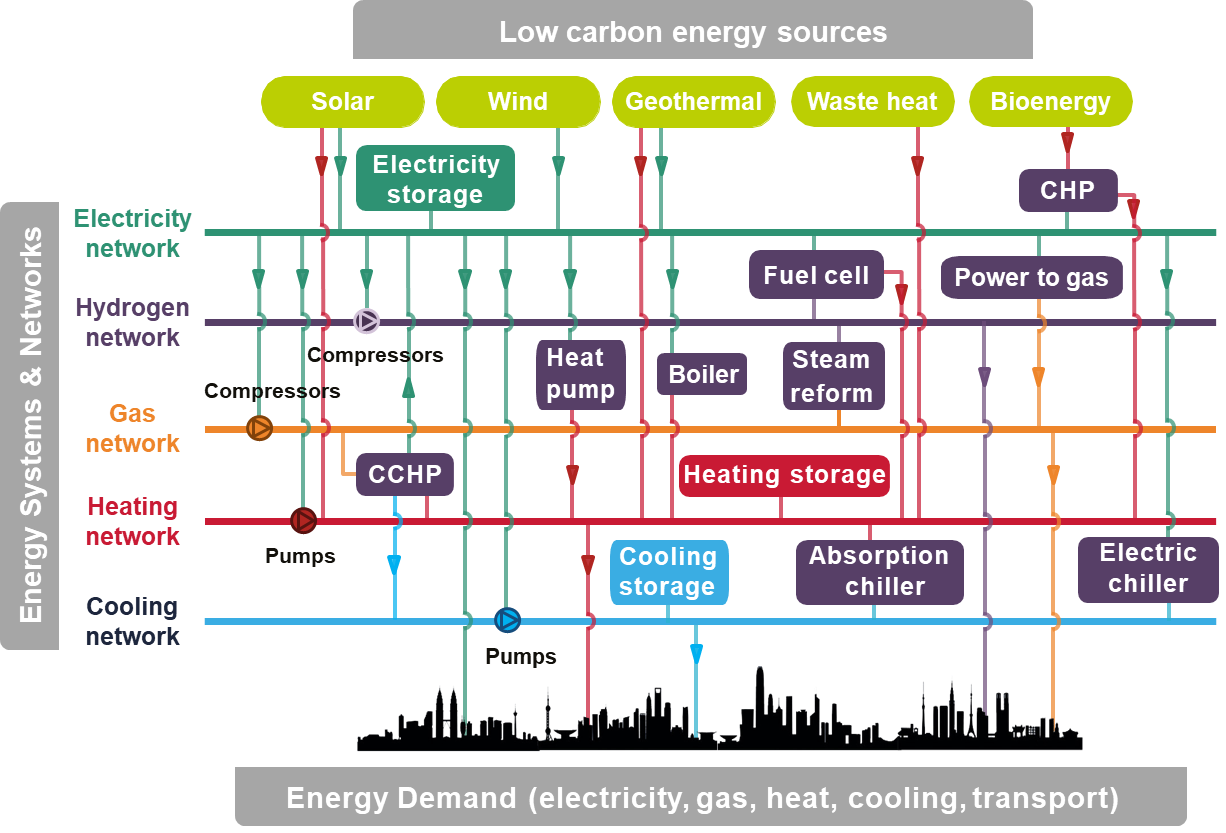 Low carbon energy sources
Solar
Wind
Geothermal
Waste heat
Bioenergy
Electricity
storage
CHP
Energy Systems & Networks
Electricity
network
Fuel cell
Power to gas
Hydrogen
network
Compressors
Compressors
Heat
pump
Boiler
Steam
reform
Gas
network
CCHP
Heating storage
Heating
network
Pumps
Cooling
storage
Absorption
chiller
Electric
chiller
Cooling
network
Pumps
Energy Demand (electricity, gas, heat, cooling, transport)